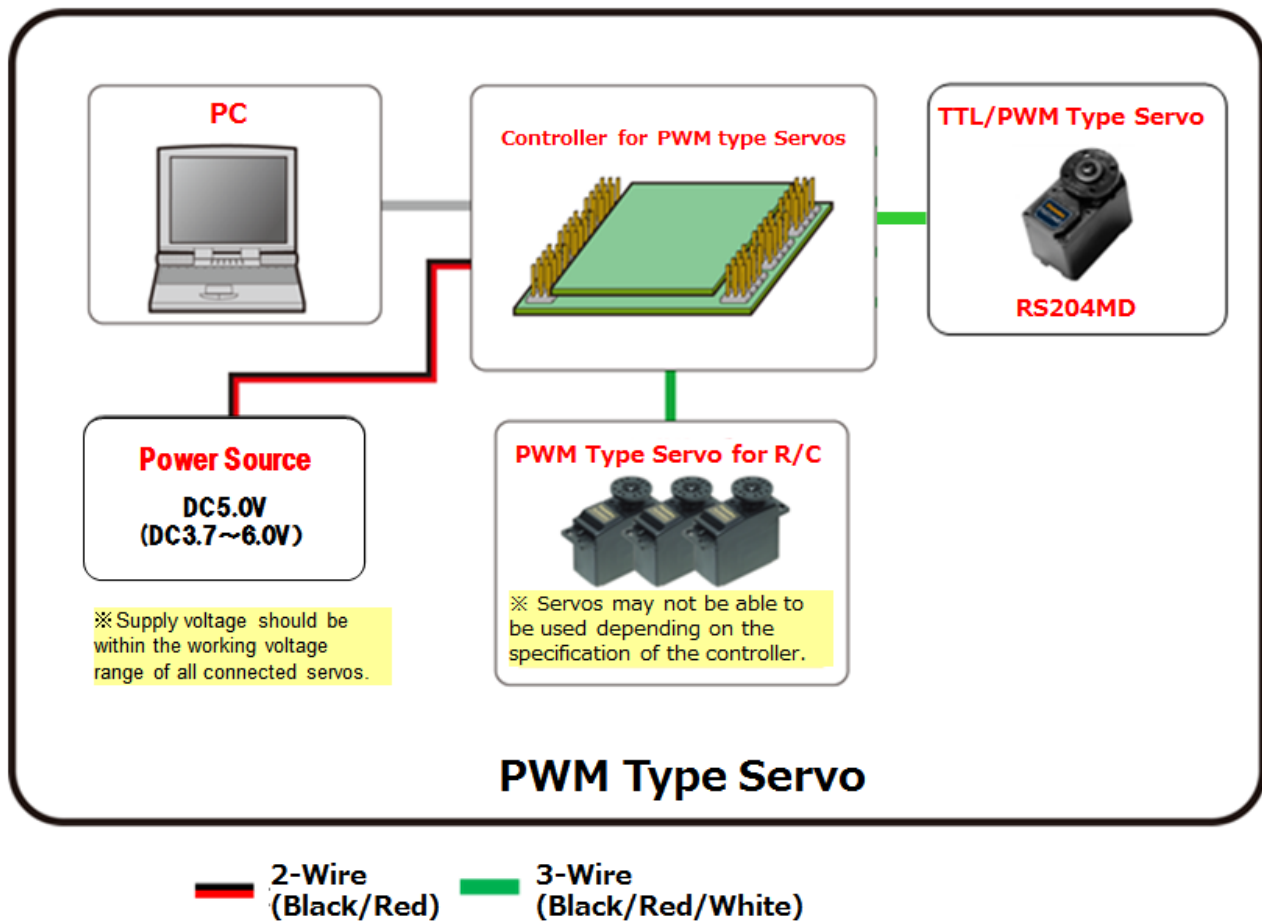 PC
Controller for PWM type Servos
TTL/PWM Type Servo
RS204MD
Power Source
DC5.0V
(DC3.7～6.0V)
※ Supply voltage should be
within the working voltage
range of all connected servos.
PWM Type Servo for R/C
※ Servos may not be able to
be used depending on the
specification of the controller.
PWM Type Servo
2-Wire
(Black/Red)
3-Wire
(Black/Red/White)